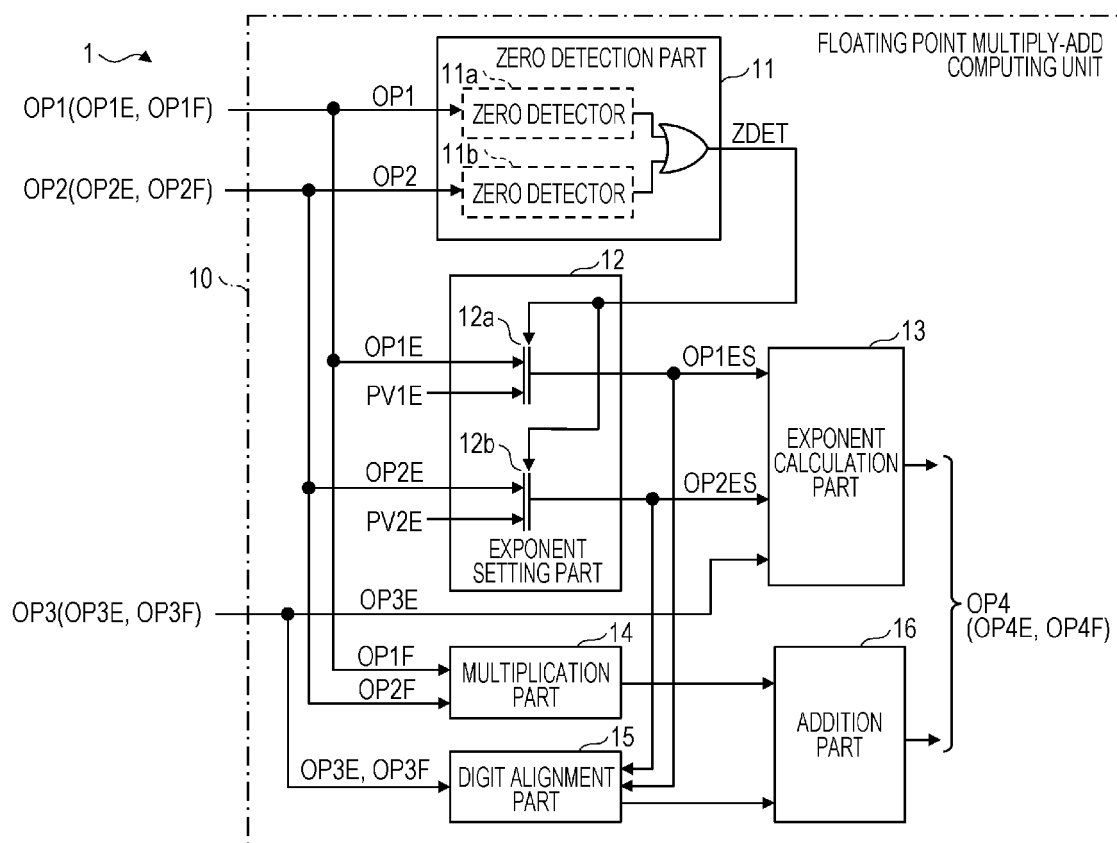 1
FLOATING POINT MULTIPLY-ADD
COMPUTING UNIT
ZERO DETECTION PART
11
11a
OP1(OP1E, OP1F)
OP1
ZERO DETECTOR
ZDET
11b
OP2(OP2E, OP2F)
OP2
ZERO DETECTOR
10
12
12a
OP1E
PV1E
OP1ES
13
12b
OP2E
PV2E
OP2ES
EXPONENT
CALCULATION
PART
EXPONENT
SETTING PART
OP3(OP3E, OP3F)
OP3E
OP4
(OP4E, OP4F)
14
OP1F
OP2F
MULTIPLICATION
PART
16
ADDITION
PART
15
OP3E, OP3F
DIGIT ALIGNMENT
PART